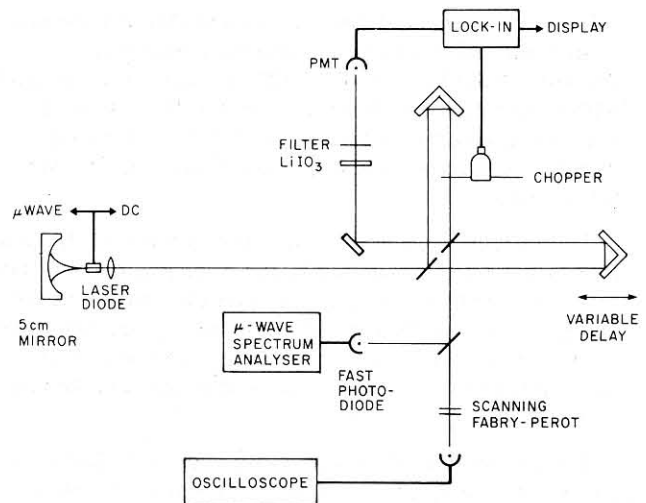 LOCK-IN
DISPLAY
PMT
FILTER
LiIO₃
CHOPPER
μWAVE
DC
LASER
DIODE
5cm
MIRROR
VARIABLE
DELAY
μ-WAVE
SPECTRUM
ANALYSER
FAST
PHOTO-
DIODE
SCANNING
FABRY-PEROT
OSCILLOSCOPE